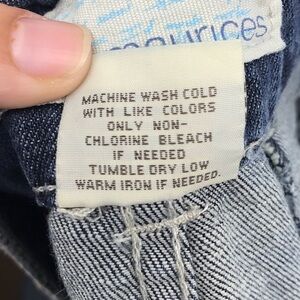 maurices
MACHINE WASH COLD
WITH LIKE COLORS
ONLY NON-
CHLORINE BLEACH
IF NEEDED
TUMBLE DRY LOW
WARM IRON IF NEEDED.